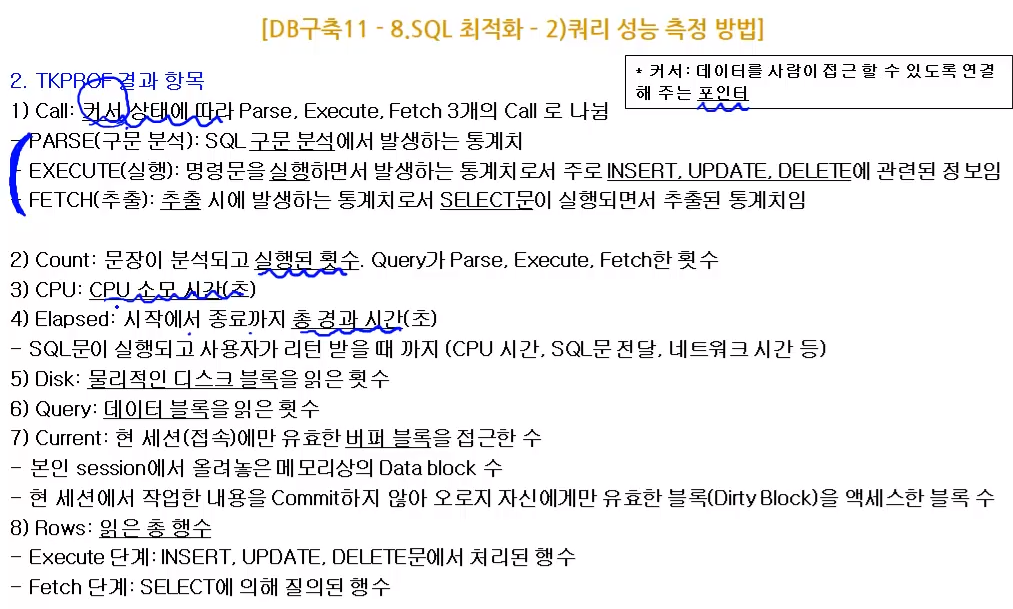 [DB구축11 - 8.SQL 최적화 - 2)쿼리 성능 측정 방법]
* 커서: 데이터를 사람이 접근 할 수 있도록 연결
해 주는 포인터
2. TKPROF 결과 항목
1) Call: 커서 상태에 따라 Parse, Execute, Fetch 3개의 Call 로 나뉨
- PARSE(구문 분석): SQL 구문 분석에서 발생하는 통계치
- EXECUTE(실행): 명령문을 실행하면서 발생하는 통계치로서 주로 INSERT, UPDATE, DELETE에 관련된 정보임
- FETCH(추출): 추출 시에 발생하는 통계치로서 SELECT문이 실행되면서 추출된 통계치임
2) Count: 문장이 분석되고 실행된 횟수. Query가 Parse, Execute, Fetch한 횟수
3) CPU: CPU 소모 시간(초)
4) Elapsed: 시작에서 종료까지 총 경과 시간(초)
- SQL문이 실행되고 사용자가 리턴 받을 때 까지 (CPU 시간, SQL문 전달, 네트워크 시간 등)
5) Disk: 물리적인 디스크 블록을 읽은 횟수
6) Query: 데이터 블록을 읽은 횟수
7) Current: 현 세션(접속)에만 유효한 버퍼 블록을 접근한 수
- 본인 session에서 올려놓은 메모리상의 Data block 수
- 현 세션에서 작업한 내용을 Commit하지 않아 오로지 자신에게만 유효한 블록(Dirty Block)을 액세스한 블록 수
8) Rows: 읽은 총 행수
- Execute 단계: INSERT, UPDATE, DELETE문에서 처리된 행수
- Fetch 단계: SELECT에 의해 질의된 행수